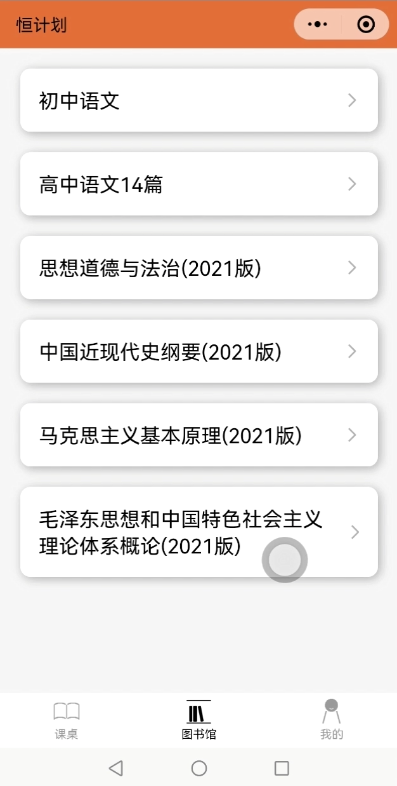 恒计划
初中语文
高中语文14篇
思想道德与法治(2021版)
中国近现代史纲要(2021版)
马克思主义基本原理(2021版)
毛泽东思想和中国特色社会主义
理论体系概论(2021版)
课桌
图书馆
我的